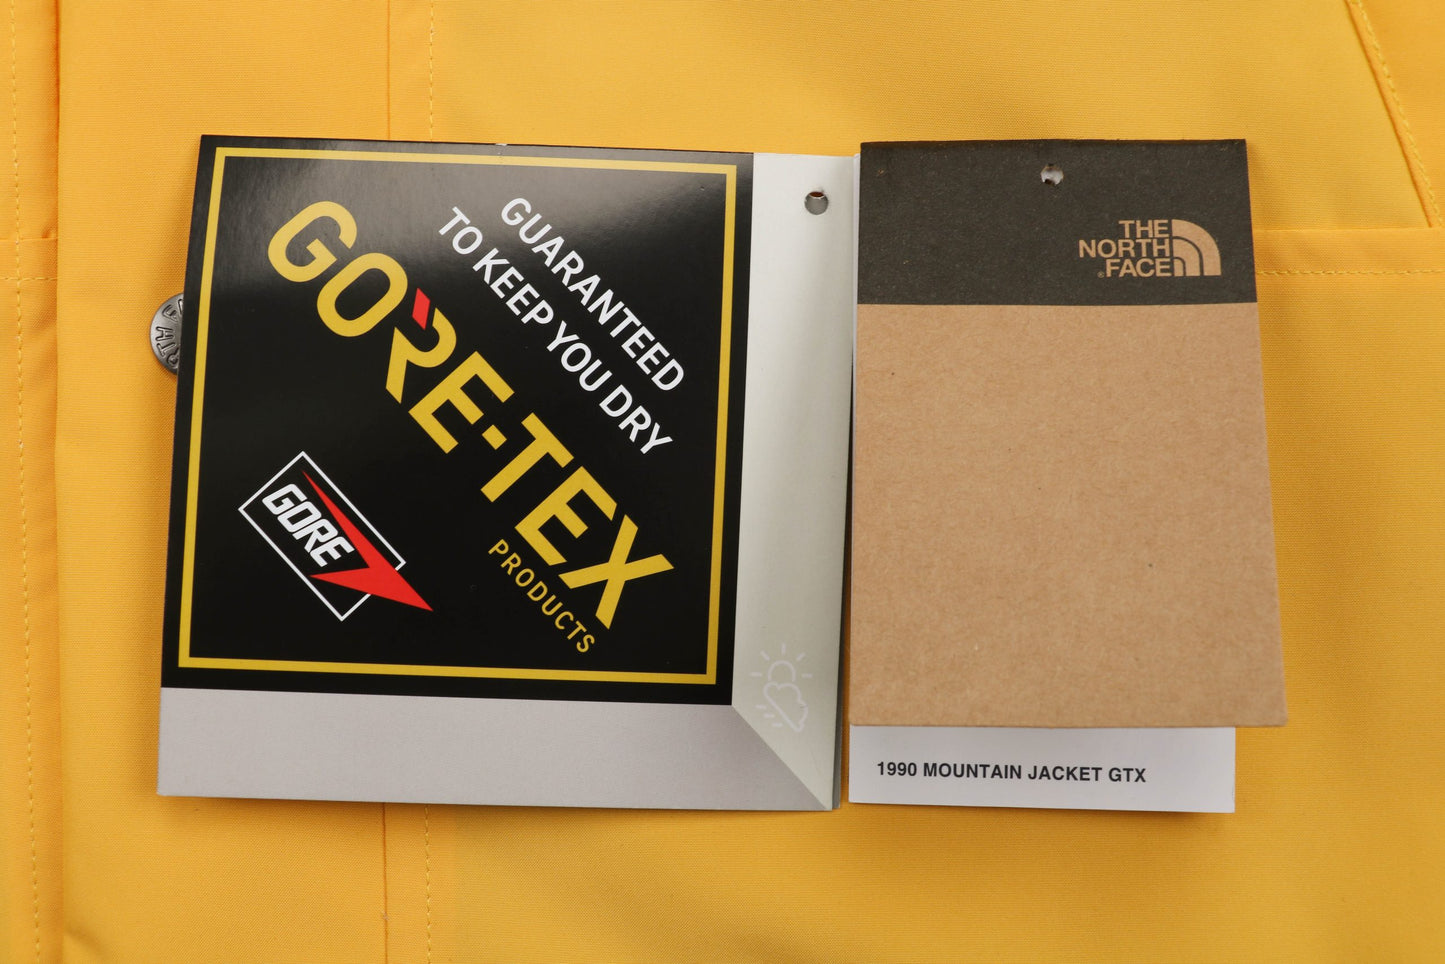 GUARANTEED
TO KEEP YOU DRY
GORE-TEX
PRODUCTS
GORE
THE
NORTH
FACE
®
1990 MOUNTAIN JACKET GTX